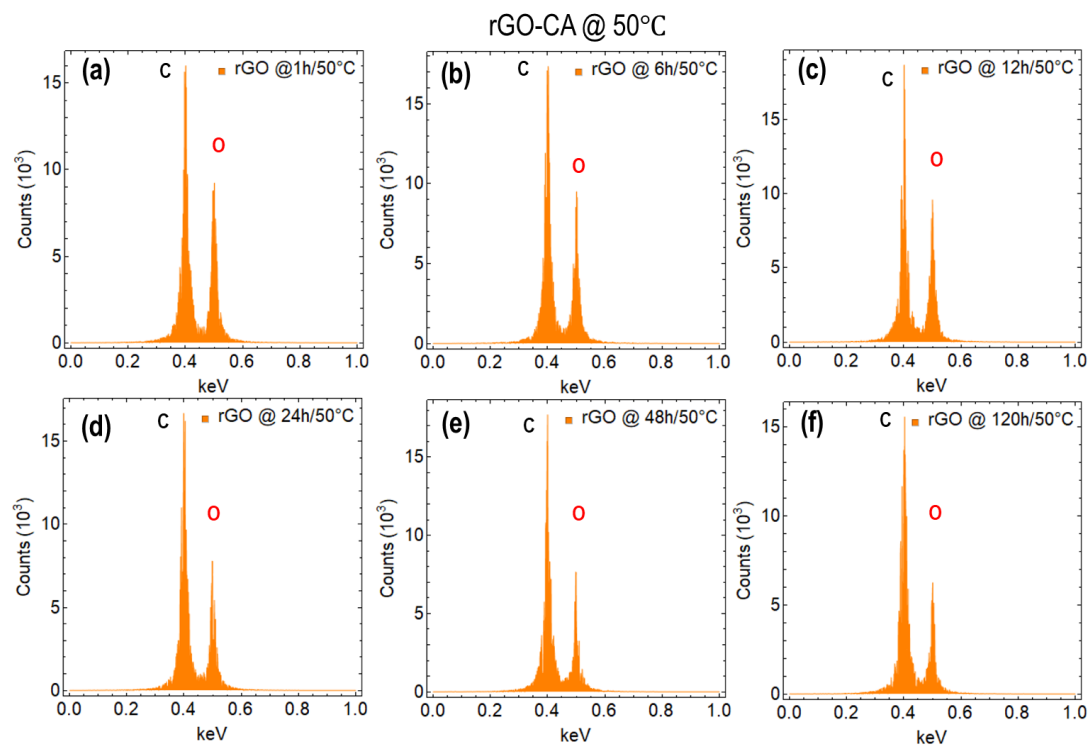 rGO-CA @ 50°C
(a)
C
rGO @1h/50°C
O
15
10
5
0
Counts (10³)
0.0 0.2 0.4 0.6 0.8 1.0
keV
(b)
C
rGO @ 6h/50°C
O
15
10
5
0
Counts (10³)
0.0 0.2 0.4 0.6 0.8 1.0
keV
(c)
C
rGO @ 12h/50°C
O
15
10
5
0
Counts (10³)
0.0 0.2 0.4 0.6 0.8 1.0
keV
(d)
C
rGO @ 24h/50°C
O
15
10
5
0
Counts (10³)
0.0 0.2 0.4 0.6 0.8 1.0
keV
(e)
C
rGO @ 48h/50°C
O
15
10
5
0
Counts (10³)
0.0 0.2 0.4 0.6 0.8 1.0
keV
(f)
C
rGO @ 120h/50°C
O
15
10
5
0
Counts (10³)
0.0 0.2 0.4 0.6 0.8 1.0
keV